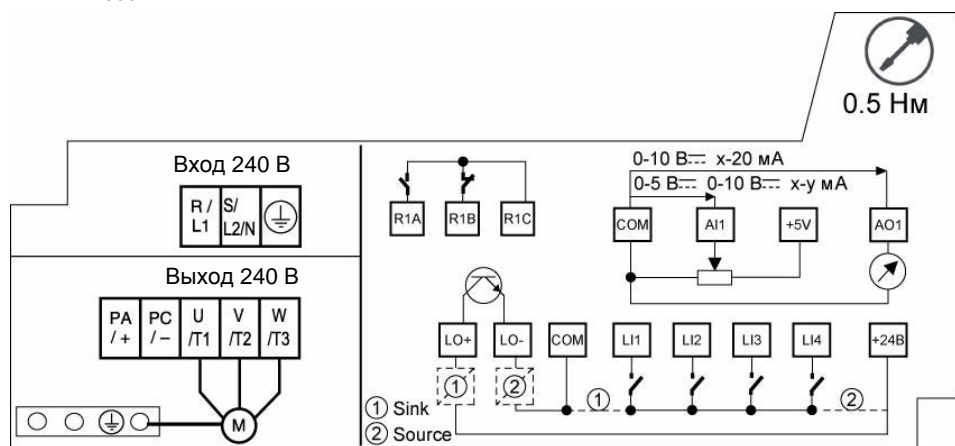 0.5 Нм
Вход 240 В
R / L1
S/ L2/N
Выход 240 В
PA / +
PC / –
U /T1
V /T2
W /T3
M
R1A
R1B
R1C
0-10 В x-20 мА
0-5 В 0-10 В x-y мА
COM
AI1
+5V
AO1
LO+
LO-
COM
LI1
LI2
LI3
LI4
+24В
①
②
①
②
① Sink
② Source